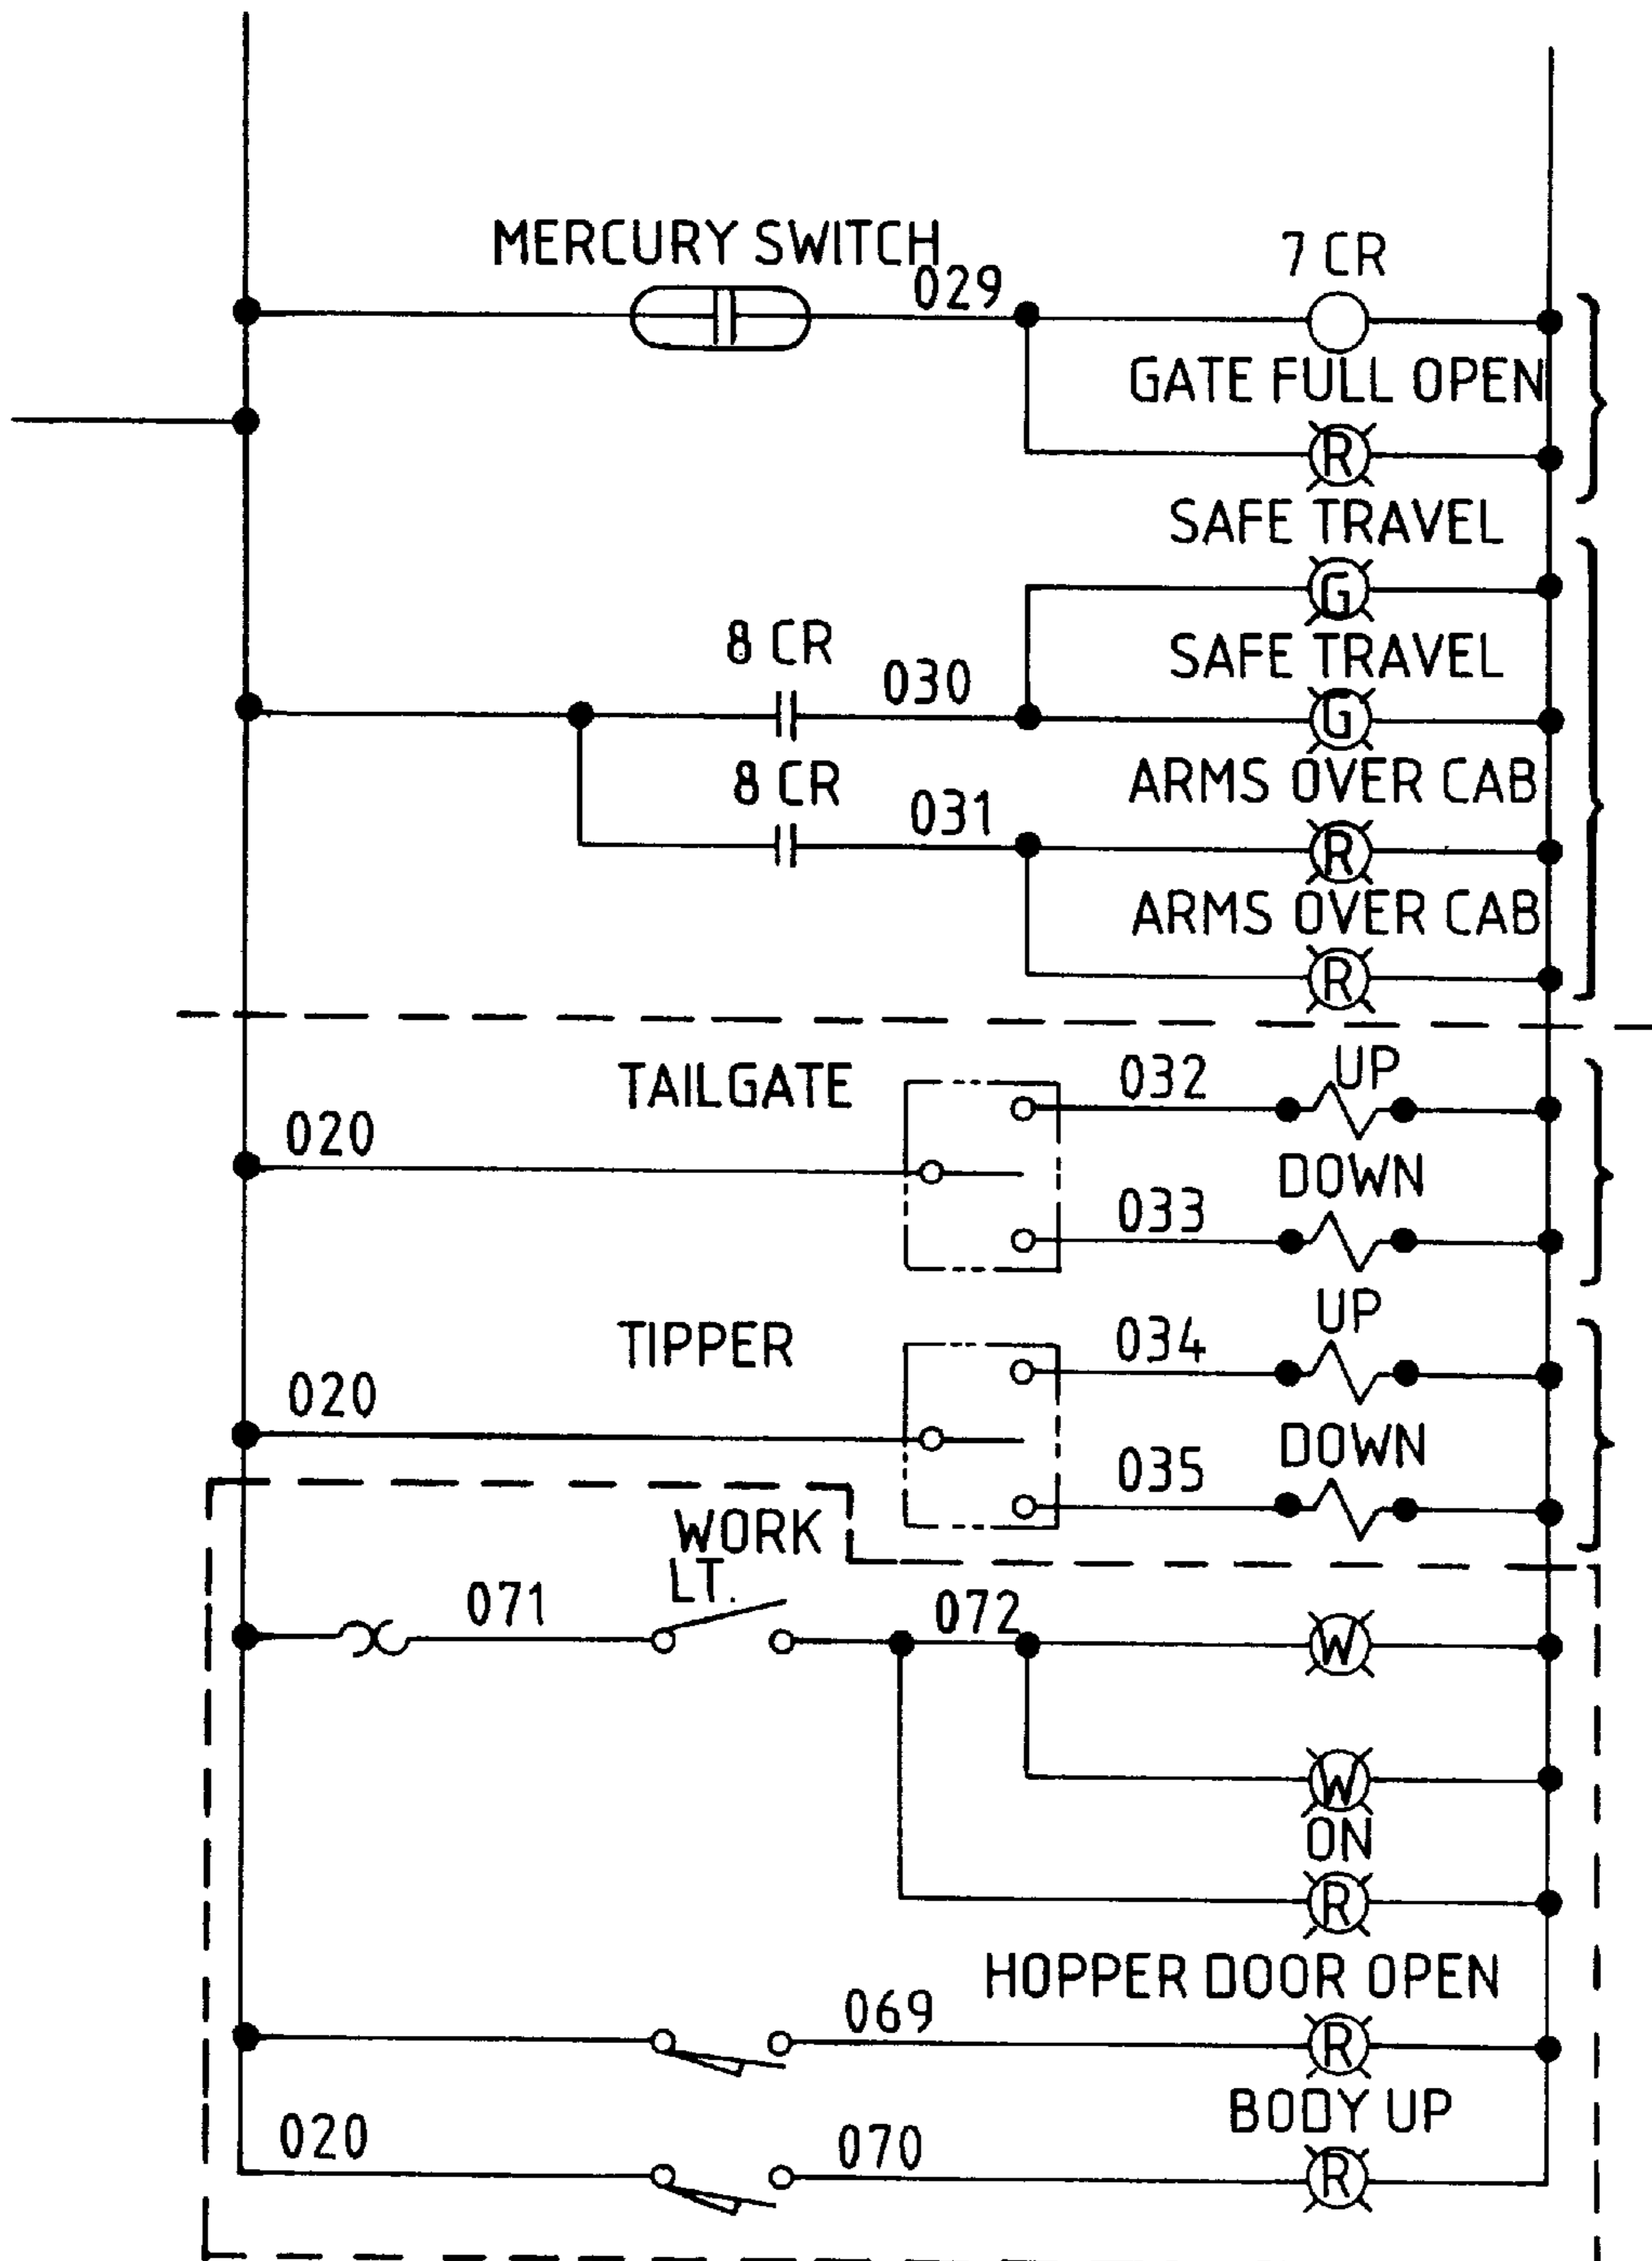 MERCURY SWITCH
029
7 CR
GATE FULL OPEN
R
SAFE TRAVEL
G
8 CR
030
SAFE TRAVEL
G
8 CR
031
ARMS OVER CAB
R
ARMS OVER CAB
R
TAILGATE
020
032
UP
033
DOWN
TIPPER
020
034
UP
035
DOWN
WORK
LT.
071
072
W
W
ON
R
HOPPER DOOR OPEN
069
R
BODY UP
020
070
R